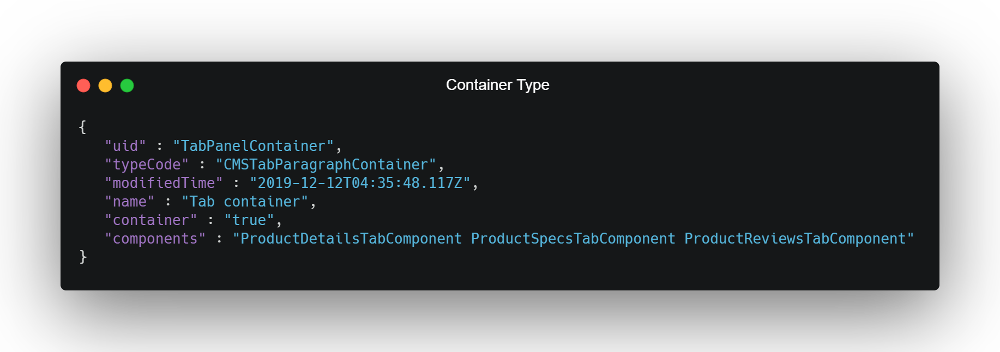 Container Type
{
"uid" : "TabPanelContainer",
"typeCode" : "CMSTabParagraphContainer",
"modifiedTime" : "2019-12-12T04:35:48.117Z",
"name" : "Tab container",
"container" : "true",
"components" : "ProductDetailsTabComponent ProductSpecsTabComponent ProductReviewsTabComponent"
}